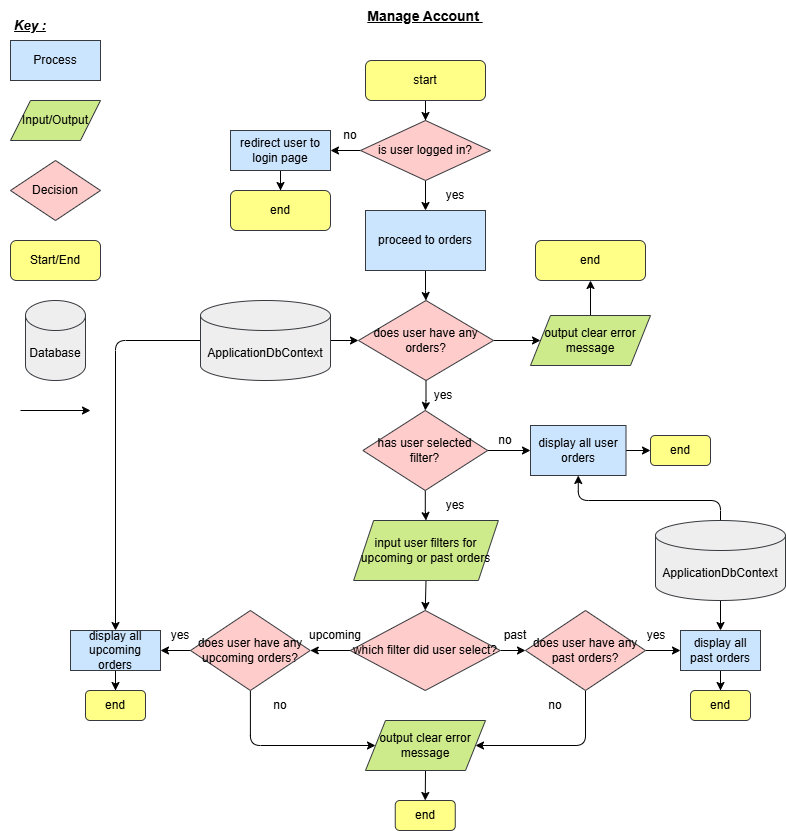 Manage Account
Key :
Process
Input/Output
Decision
Start/End
Database
start
is user logged in?
no
redirect user to
login page
end
yes
proceed to orders
end
does user have any
orders?
output clear error
message
ApplicationDbContext
yes
has user selected
filter?
no
display all user
orders
end
yes
input user filters for
upcoming or past orders
ApplicationDbContext
which filter did user select?
upcoming
does user have any
upcoming orders?
yes
display all
upcoming
orders
end
past
does user have any
past orders?
yes
display all
past orders
end
no
no
output clear error
message
end